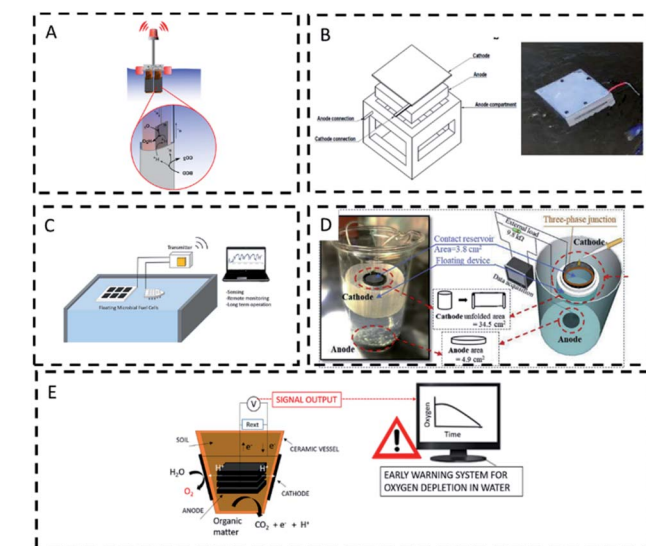 A
B
Cathode
Anode
Anode compartment
Anode connection
Cathode connection
C
Transmitter
-Sensing
-Remote monitoring
-Long term operation
Floating Microbial Fuel Cells
D
Three-phase junction
External load
Cathode
Contact reservoir
Area=3.8 cm²
Floating device
Data acquisition
Cathode
Cathode unfolded area
= 34.5 cm²
Anode
Anode area
= 4.9 cm²
Anode
E
V
SIGNAL OUTPUT
Rext
SOIL
e⁻
e⁻
CERAMIC VESSEL
H₂O
H⁺
H⁺
O₂
CATHODE
ANODE
Organic
matter
CO₂ + e⁻ + H⁺
Oxygen
Time
EARLY WARNING SYSTEM FOR
OXYGEN DEPLETION IN WATER